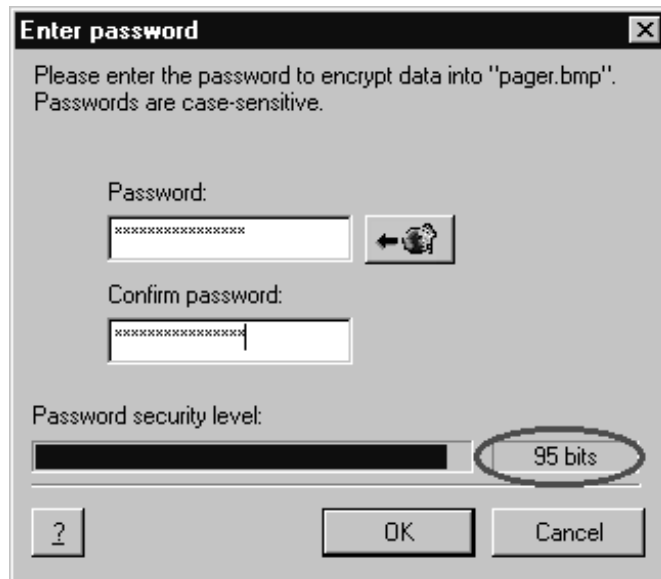 Enter password
Please enter the password to encrypt data into "pager.bmp".
Passwords are case-sensitive.
Password:
****************
Confirm password:
****************
Password security level:
95 bits
?
OK
Cancel